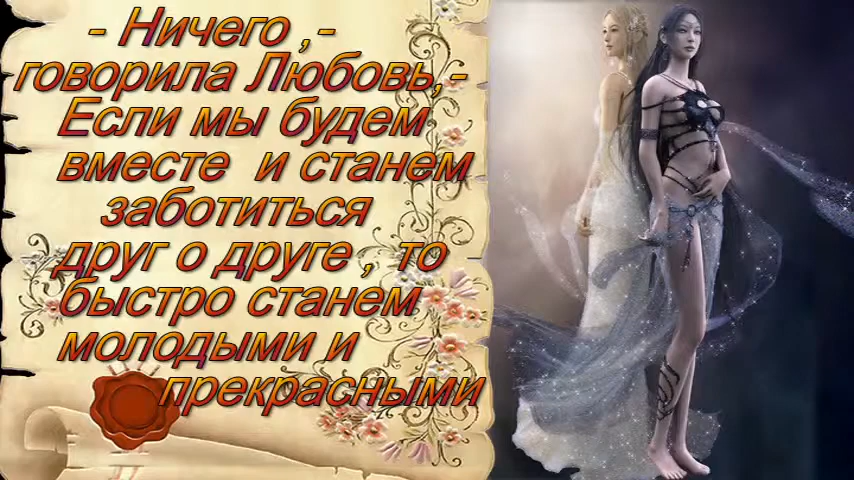 - Ничего ,-
говорила Любовь,-
Если мы будем
вместе и станем
заботиться
друг о друге , то
быстро станем
молодыми и
прекрасными